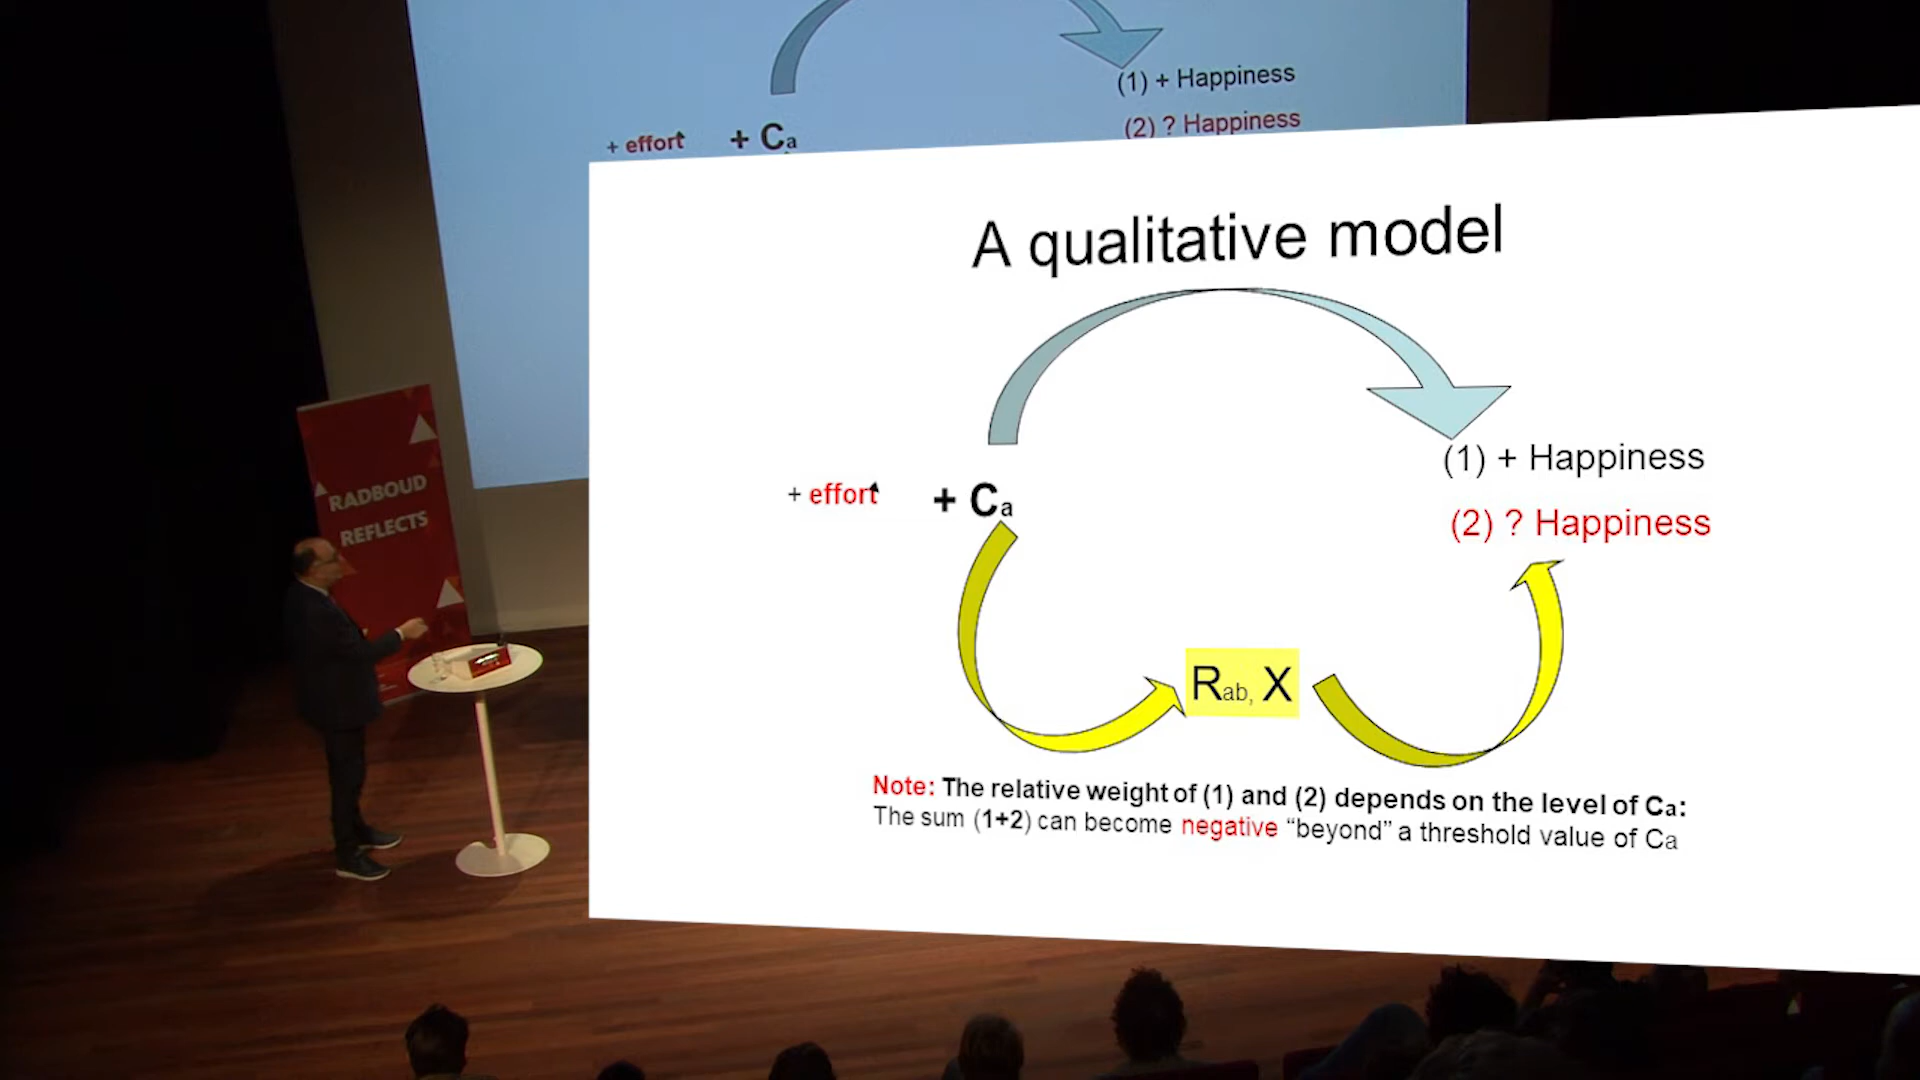 (1) + Happiness
(2) ? Happiness
+ effort + Ca
RADBOUD
REFLECTS
A qualitative model
(1) + Happiness
+ effort + Ca
(2) ? Happiness
Rab, X
Note: The relative weight of (1) and (2) depends on the level of Ca:
The sum (1+2) can become negative “beyond” a threshold value of Ca